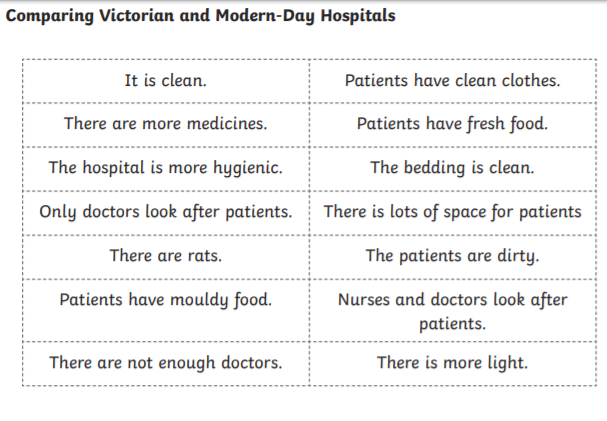 Comparing Victorian and Modern-Day Hospitals
It is clean.
Patients have clean clothes.
There are more medicines.
Patients have fresh food.
The hospital is more hygienic.
The bedding is clean.
Only doctors look after patients.
There is lots of space for patients
There are rats.
The patients are dirty.
Patients have mouldy food.
Nurses and doctors look after
patients.
There are not enough doctors.
There is more light.